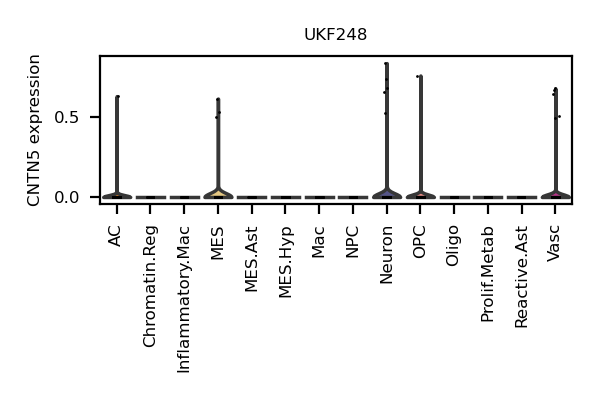 UKF248
CNTN5 expression
0.5
0.0
AC
Chromatin.Reg
Inflammatory.Mac
MES
MES.Ast
MES.Hyp
Mac
NPC
Neuron
OPC
Oligo
Prolif.Metab
Reactive.Ast
Vasc